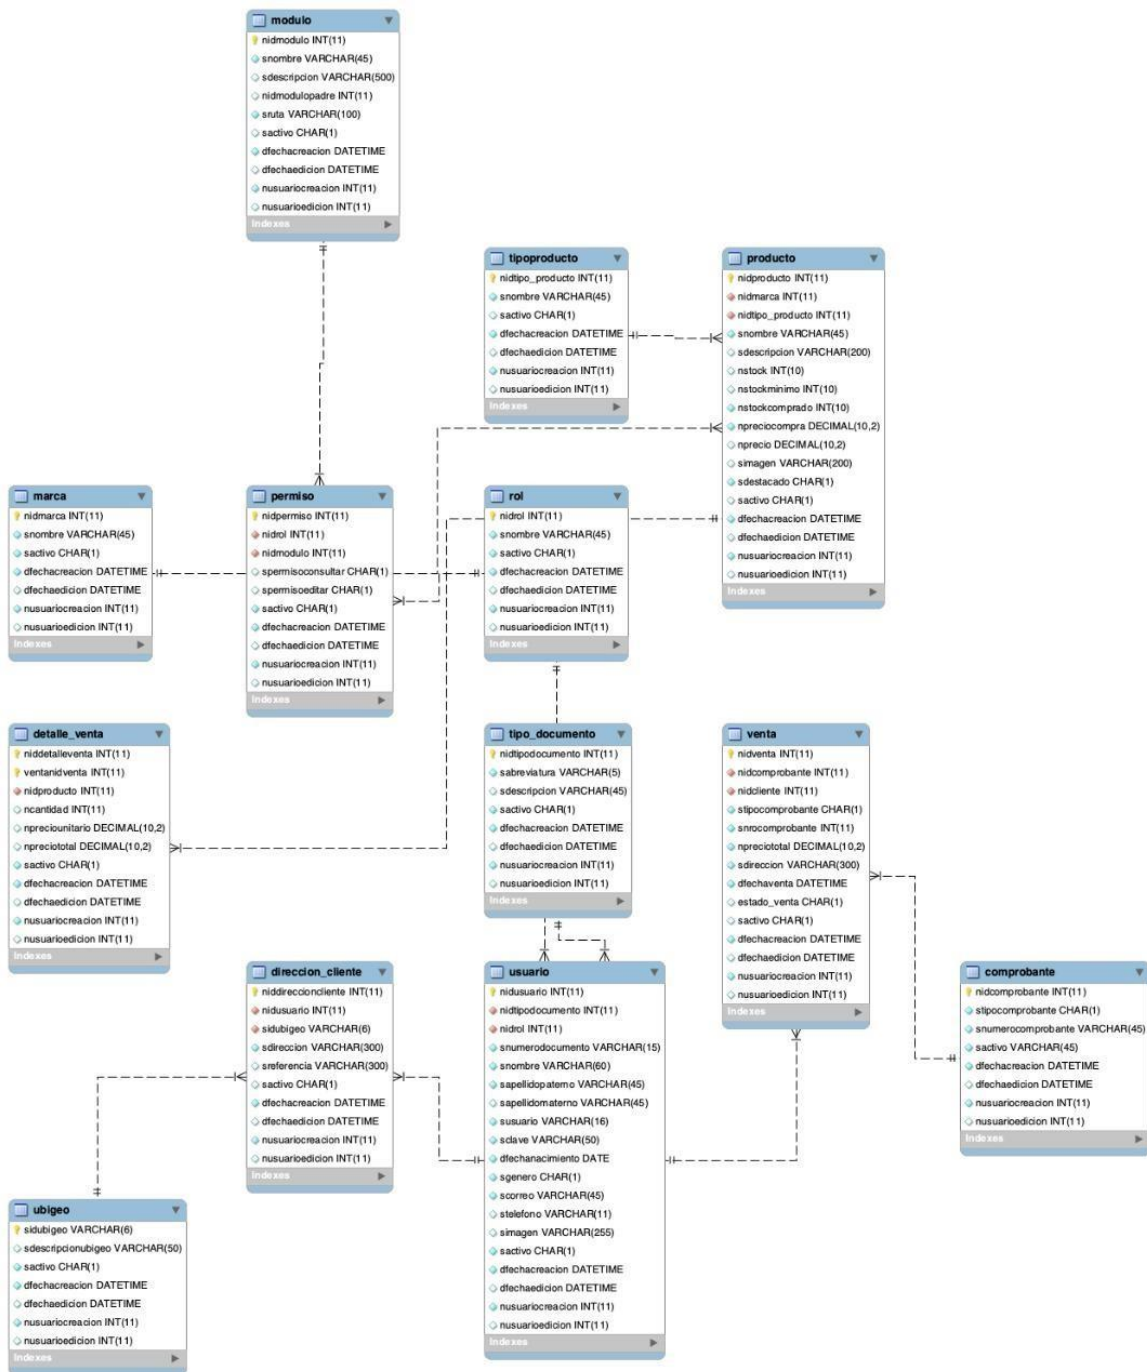 modulo
nidmodulo INT(11)
snombre VARCHAR(45)
sdescripcion VARCHAR(500)
nidmodulopadre INT(11)
sruta VARCHAR(100)
sactivo CHAR(1)
dfechacreacion DATETIME
dfechaedicion DATETIME
nusuariocreacion INT(11)
nusuarioedicion INT(11)
Indexes
tipoproducto
nidtipo_producto INT(11)
snombre VARCHAR(45)
sactivo CHAR(1)
dfechacreacion DATETIME
dfechaedicion DATETIME
nusuariocreacion INT(11)
nusuarioedicion INT(11)
Indexes
producto
nidproducto INT(11)
nidmarca INT(11)
nidtipo_producto INT(11)
snombre VARCHAR(45)
sdescripcion VARCHAR(200)
nstock INT(10)
nstockminimo INT(10)
nstockcomprado INT(10)
npreciocompra DECIMAL(10,2)
nprecio DECIMAL(10,2)
simagen VARCHAR(200)
sdestacado CHAR(1)
sactivo CHAR(1)
dfechacreacion DATETIME
dfechaedicion DATETIME
nusuariocreacion INT(11)
nusuarioedicion INT(11)
Indexes
marca
nidmarca INT(11)
snombre VARCHAR(45)
sactivo CHAR(1)
dfechacreacion DATETIME
dfechaedicion DATETIME
nusuariocreacion INT(11)
nusuarioedicion INT(11)
Indexes
permiso
nidpermiso INT(11)
nidrol INT(11)
nidmodulo INT(11)
spermisoconsultar CHAR(1)
spermisoeditar CHAR(1)
sactivo CHAR(1)
dfechacreacion DATETIME
dfechaedicion DATETIME
nusuariocreacion INT(11)
nusuarioedicion INT(11)
Indexes
rol
nidrol INT(11)
snombre VARCHAR(45)
sactivo CHAR(1)
dfechacreacion DATETIME
dfechaedicion DATETIME
nusuariocreacion INT(11)
nusuarioedicion INT(11)
Indexes
detalle_venta
niddetalleventa INT(11)
ventanidventa INT(11)
nidproducto INT(11)
ncantidad INT(11)
npreciounitario DECIMAL(10,2)
npreciototal DECIMAL(10,2)
sactivo CHAR(1)
dfechacreacion DATETIME
dfechaedicion DATETIME
nusuariocreacion INT(11)
nusuarioedicion INT(11)
Indexes
tipo_documento
nidtipodocumento INT(11)
sabreviatura VARCHAR(5)
sdescripcion VARCHAR(45)
sactivo CHAR(1)
dfechacreacion DATETIME
dfechaedicion DATETIME
nusuariocreacion INT(11)
nusuarioedicion INT(11)
Indexes
venta
nidventa INT(11)
nidcomprobante INT(11)
nidcliente INT(11)
stipocomprobante CHAR(1)
snrocomprobante INT(11)
npreciototal DECIMAL(10,2)
sdireccion VARCHAR(300)
dfechaventa DATETIME
estado_venta CHAR(1)
sactivo CHAR(1)
dfechacreacion DATETIME
dfechaedicion DATETIME
nusuariocreacion INT(11)
nusuarioedicion INT(11)
Indexes
direccion_cliente
niddireccioncliente INT(11)
nidusuario INT(11)
sidubigeo VARCHAR(6)
sdireccion VARCHAR(300)
sreferencia VARCHAR(300)
sactivo CHAR(1)
dfechacreacion DATETIME
dfechaedicion DATETIME
nusuariocreacion INT(11)
nusuarioedicion INT(11)
Indexes
usuario
nidusuario INT(11)
nidtipodocumento INT(11)
nidrol INT(11)
snumerodocumento VARCHAR(15)
snombre VARCHAR(60)
sapellidopaterno VARCHAR(45)
sapellidomaterno VARCHAR(45)
susuario VARCHAR(16)
sclave VARCHAR(50)
dfechanacimiento DATE
sgenero CHAR(1)
scorreo VARCHAR(45)
stelefono VARCHAR(11)
simagen VARCHAR(255)
sactivo CHAR(1)
dfechacreacion DATETIME
dfechaedicion DATETIME
nusuariocreacion INT(11)
nusuarioedicion INT(11)
Indexes
comprobante
nidcomprobante INT(11)
stipocomprobante CHAR(1)
snumerocomprobante VARCHAR(45)
sactivo VARCHAR(45)
dfechacreacion DATETIME
dfechaedicion DATETIME
nusuariocreacion INT(11)
nusuarioedicion INT(11)
Indexes
ubigeo
sidubigeo VARCHAR(6)
sdescripcionubigeo VARCHAR(50)
sactivo CHAR(1)
dfechacreacion DATETIME
dfechaedicion DATETIME
nusuariocreacion INT(11)
nusuarioedicion INT(11)
Indexes